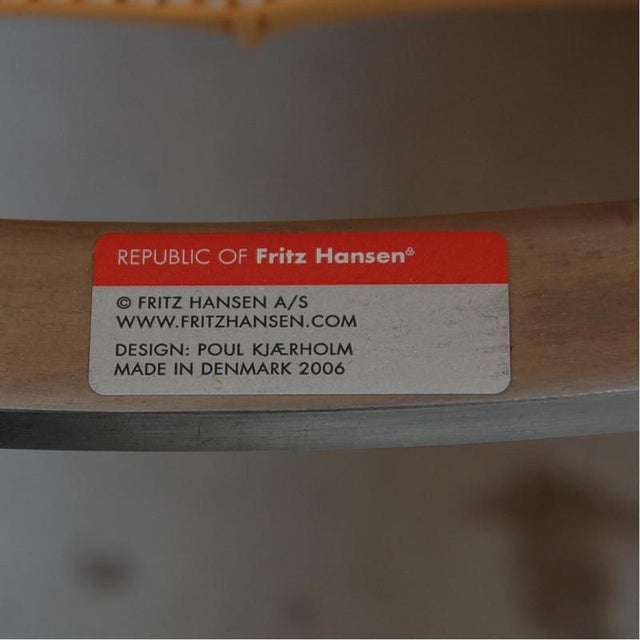 REPUBLIC OF Fritz Hansen®
© FRITZ HANSEN A/S
WWW.FRITZHANSEN.COM
DESIGN: POUL KJÆRHOLM
MADE IN DENMARK 2006